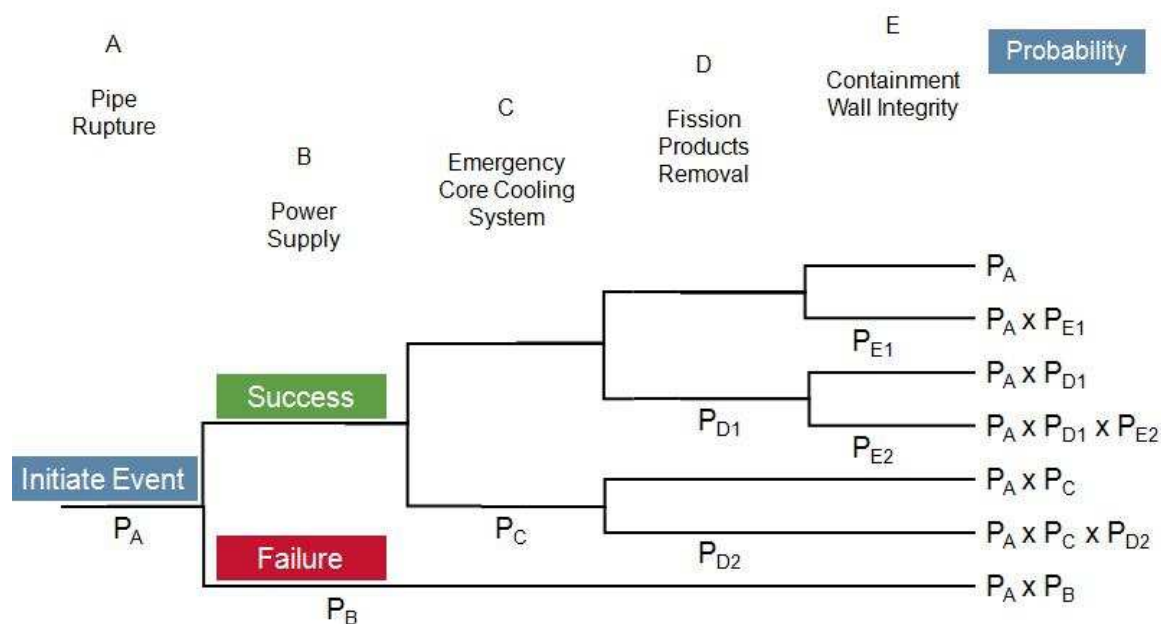 A
Pipe
Rupture
B
Power
Supply
C
Emergency
Core Cooling
System
D
Fission
Products
Removal
E
Containment
Wall Integrity
Probability
P_A
P_A x P_E1
P_E1
P_A x P_D1
Success
P_D1
P_A x P_D1 x P_E2
P_E2
Initiate Event
P_A x P_C
P_A
P_C
P_A x P_C x P_D2
Failure
P_D2
P_A x P_B
P_B